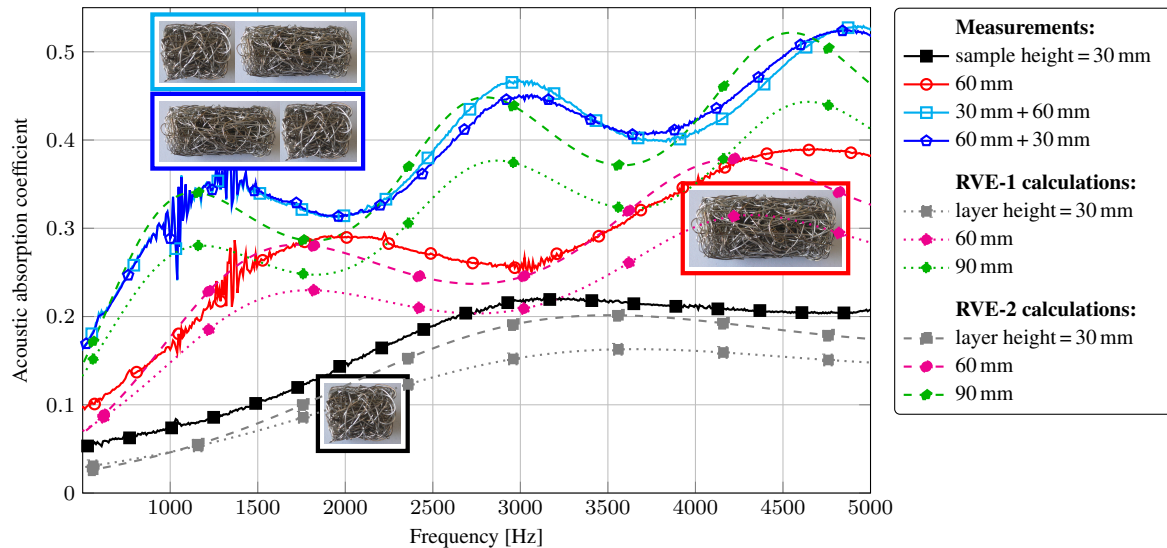 Acoustic absorption coefficient
0.5
0.4
0.3
0.2
0.1
0
1000 1500 2000 2500 3000 3500 4000 4500 5000
Frequency [Hz]
Measurements:
sample height = 30 mm
60 mm
30 mm + 60 mm
60 mm + 30 mm
RVE-1 calculations:
layer height = 30 mm
60 mm
90 mm
RVE-2 calculations:
layer height = 30 mm
60 mm
90 mm